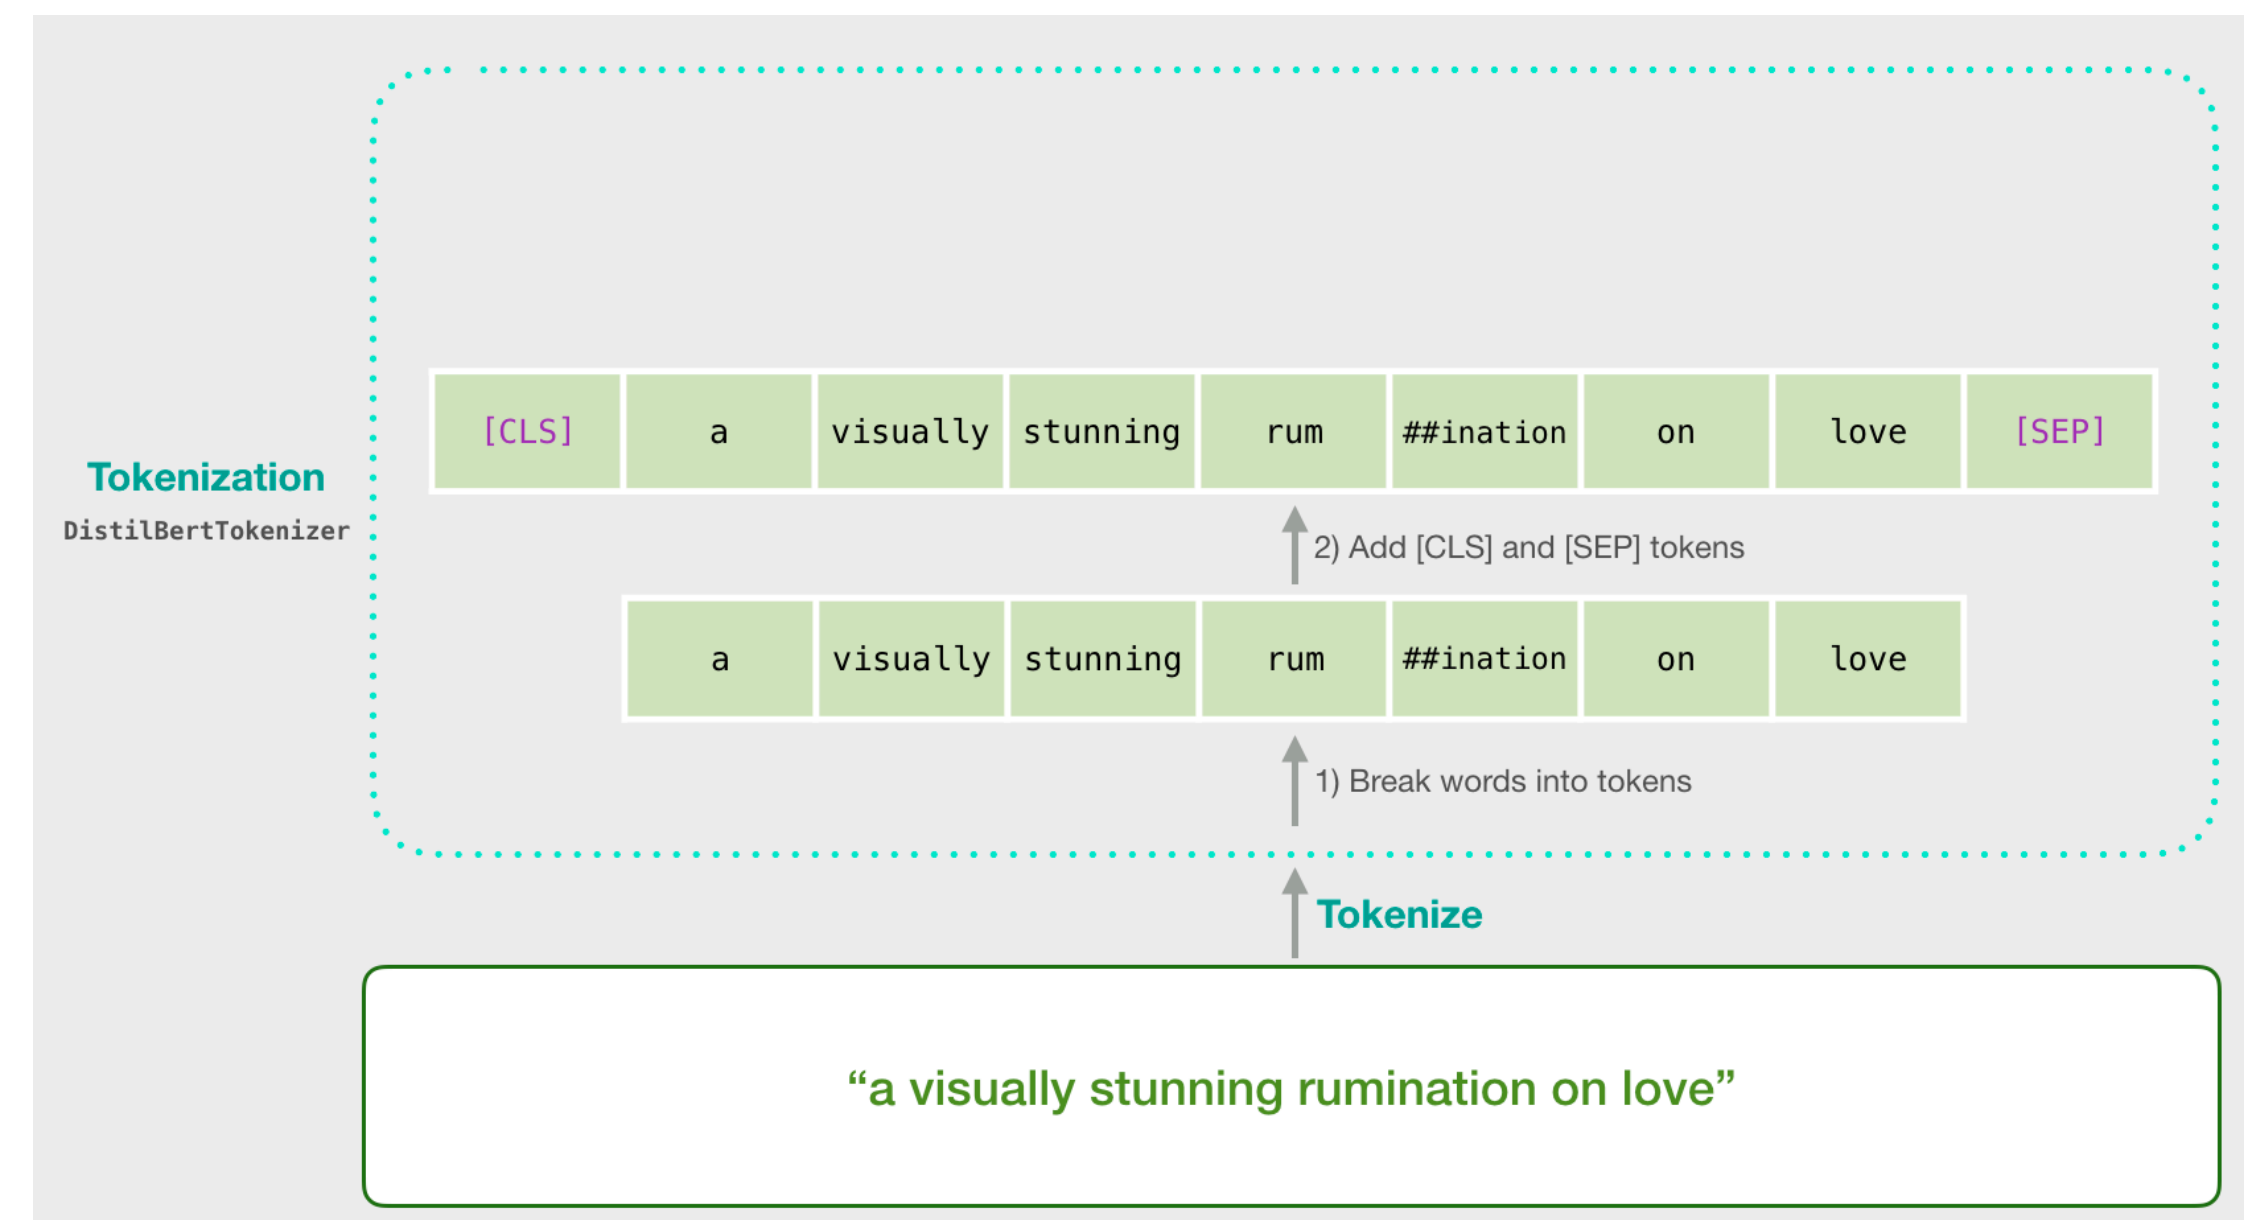 [CLS] a visually stunning rum ##ination on love [SEP]
Tokenization
DistilBertTokenizer
2) Add [CLS] and [SEP] tokens
a visually stunning rum ##ination on love
1) Break words into tokens
Tokenize
“a visually stunning rumination on love”